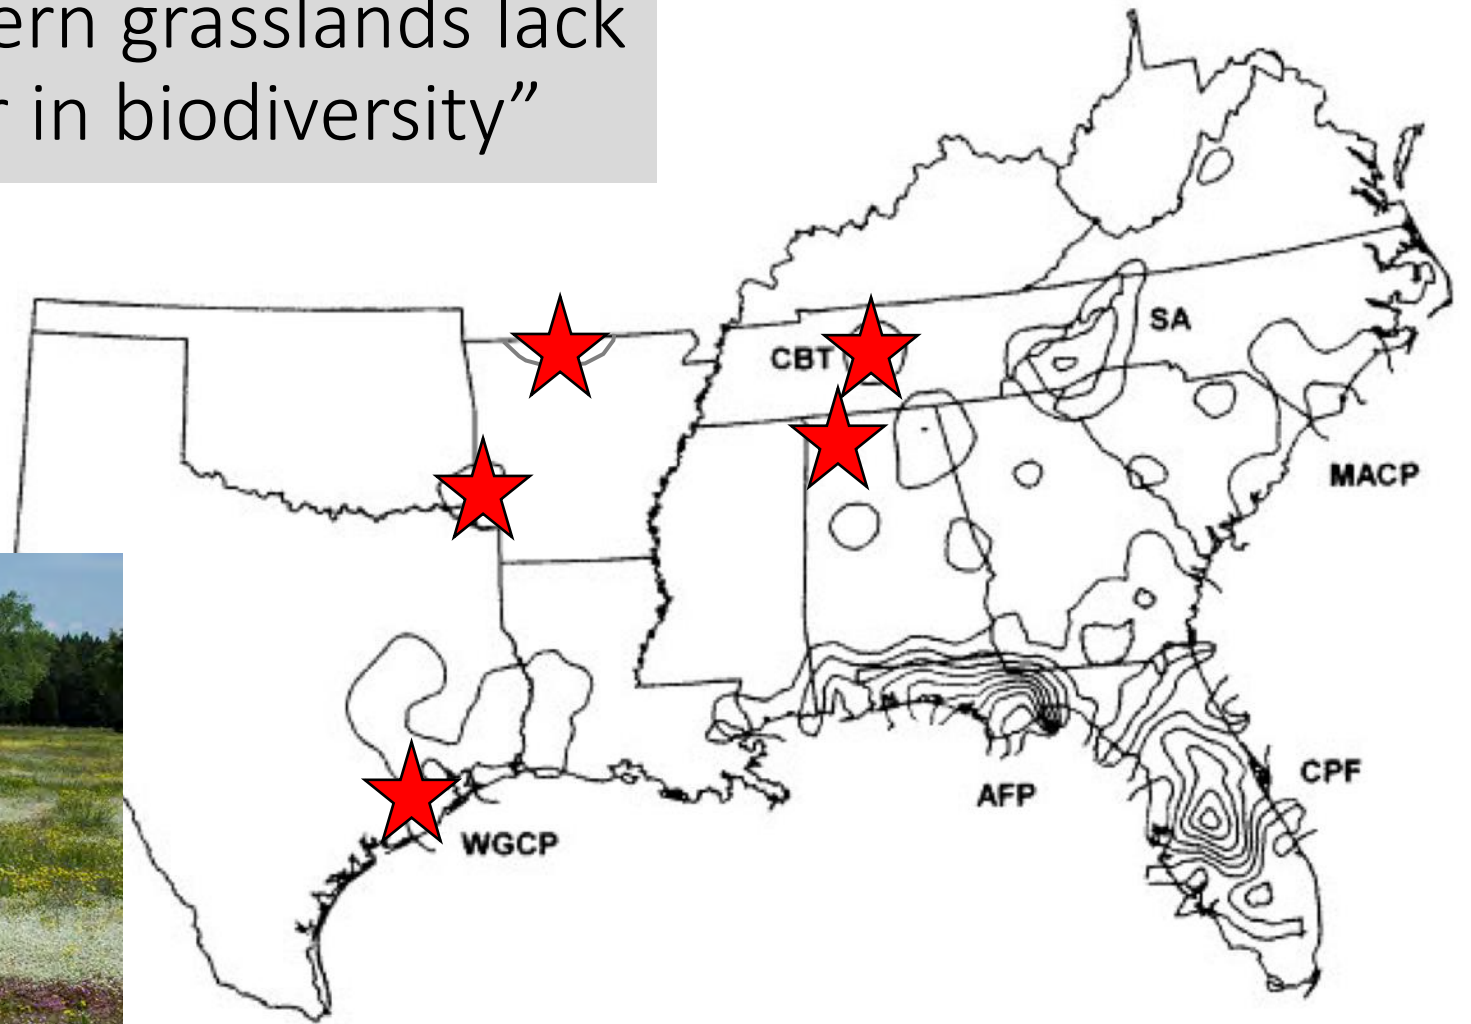 ern grasslands lack
r in biodiversity”
SA
CBT
MACP
CPF
AFP
WGCP